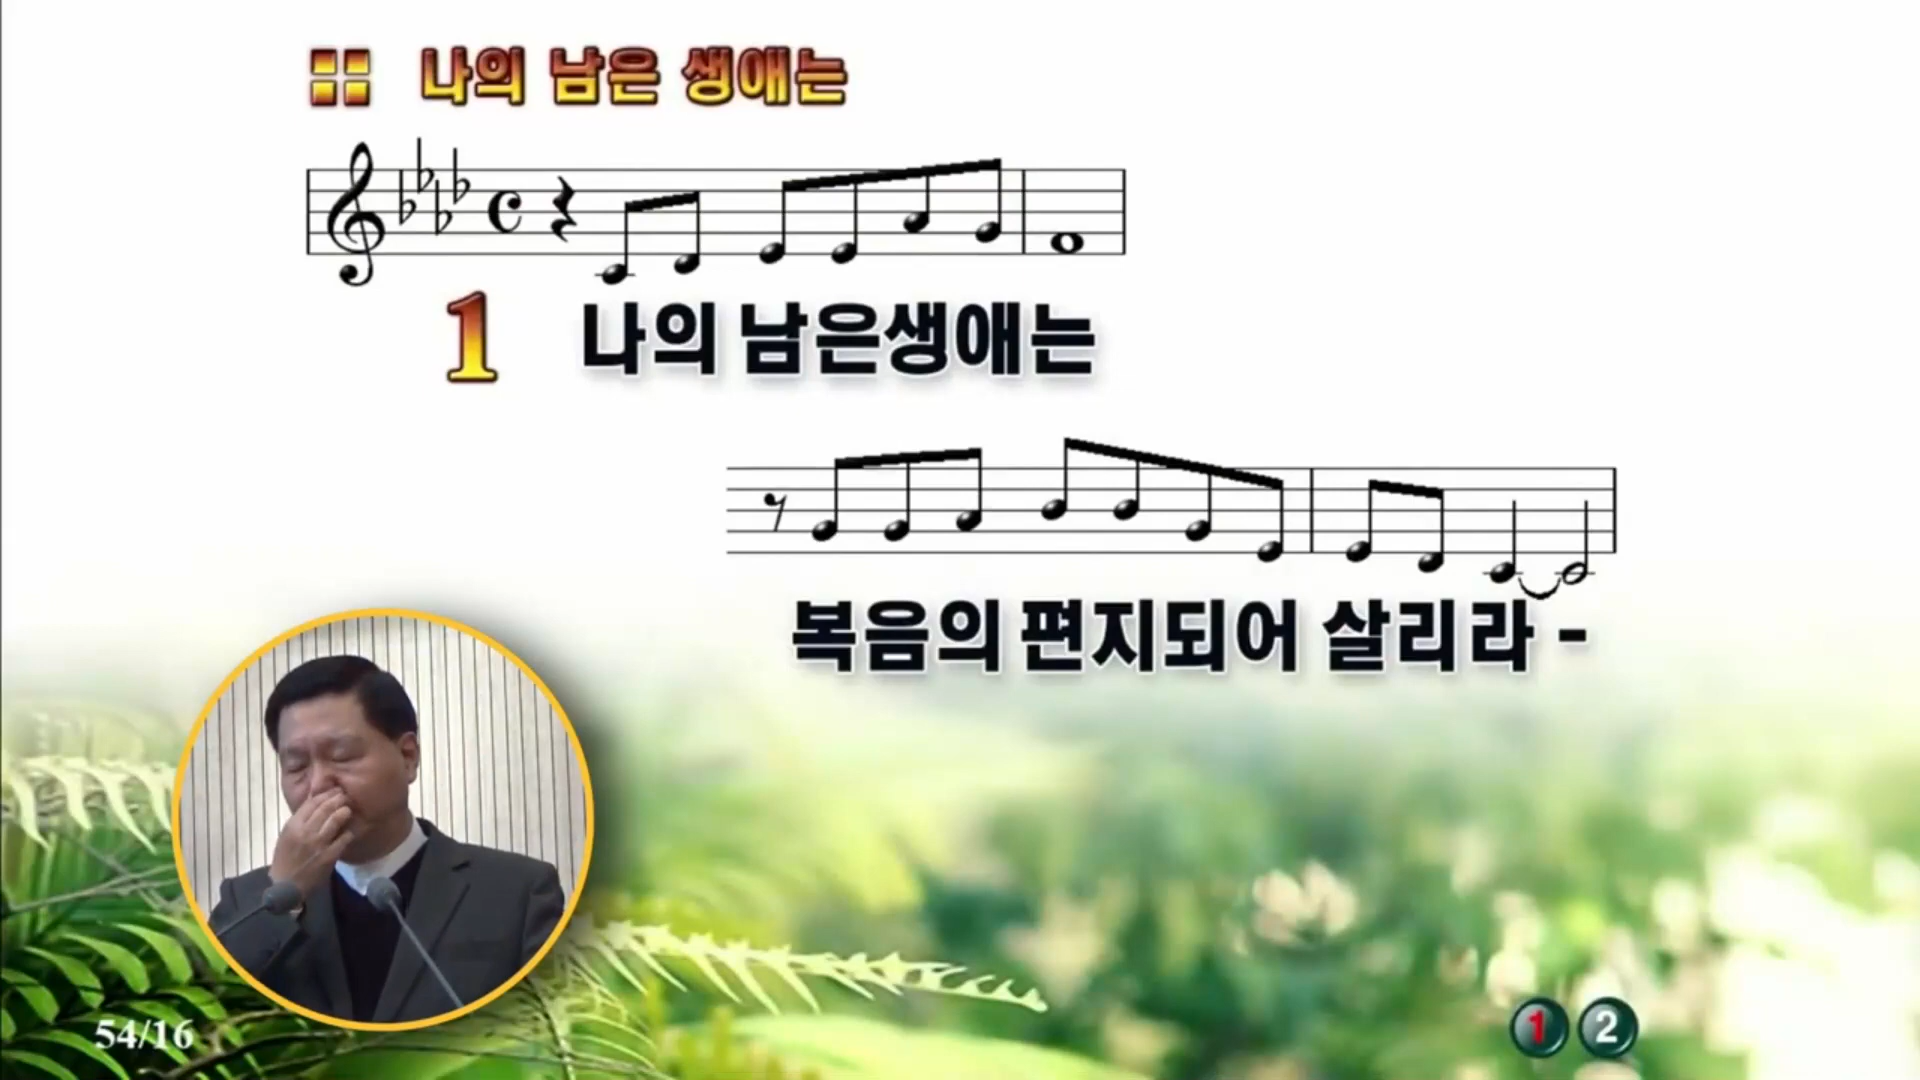 나의 남은 생애는
1 나의 남은생애는
복음의 편지되어 살리라 -
54/16
1 2